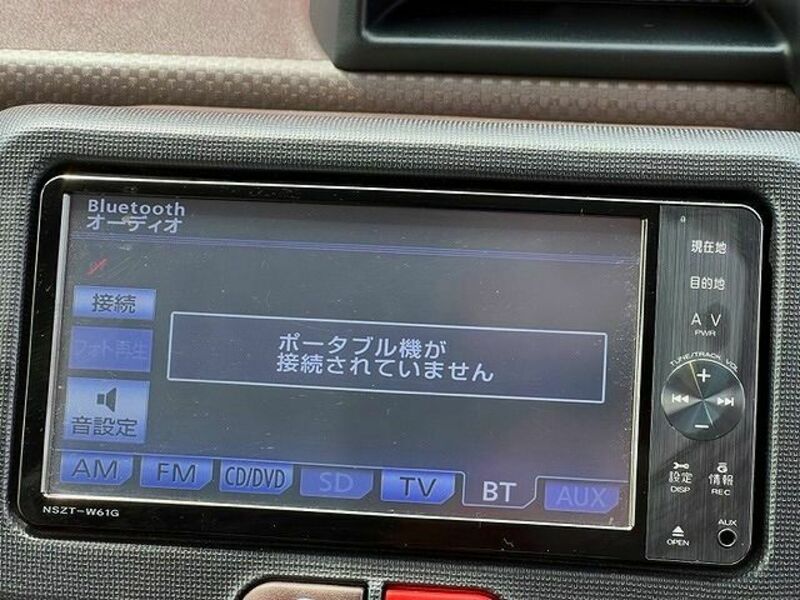 Bluetooth
オーディオ
接続
フォト再生
音設定
ポータブル機が
接続されていません
AM FM CD/DVD SD TV BT AUX
NSZT-W61G
現在地
目的地
AV
PWR
TUNE/TRACK VOL
設定 情報
DISP REC
OPEN
AUX